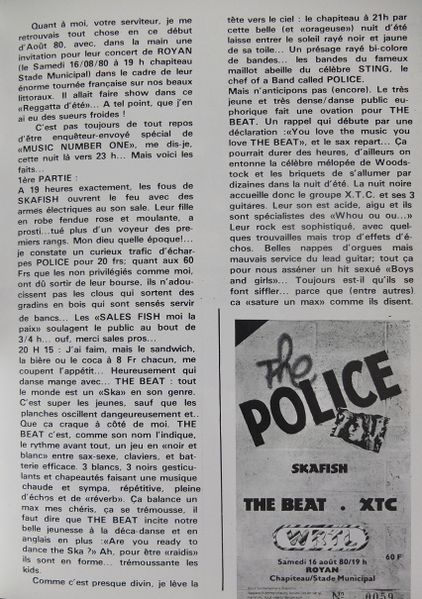 Quant à moi, votre serviteur, je me
retrouvais tout chose en ce début
d'Août 80, avec, dans la main une
invitation pour leur concert de ROYAN
(le Samedi 16/08/80 à 19 h chapiteau
Stade Municipal) dans le cadre de leur
énorme tournée française sur nos beaux
littoraux. Il allait faire show dans ce
«Reggatta d'été»... A tel point, que j'en
ai eu des sueurs froides !
C'est pas toujours de tout repos
d'être enquêteur-envoyé spécial de
«MUSIC NUMBER ONE», me dis-je,
cette nuit là vers 23 h... Mais voici les
faits...
1ère PARTIE :
A 19 heures exactement, les fous de
SKAFISH ouvrent le feu avec des
armes électriques au son sale. Leur fille
en robe fendue rose et moulante, a
prosti...tué plus d'un voyeur des pre-
miers rangs. Mon dieu quelle époque!...
je constate un curieux trafic d'échar-
pes POLICE pour 20 frs; quant aux 60
Frs que les non privilégiés comme moi,
ont dû sortir de leur bourse, ils n'adou-
cissent pas les clous qui sortent des
gradins en bois qui sont sensés servir
de bancs... Les «SALES FISH moi la
paix» soulagent le public au bout de
3/4 h... ouf, merci sales pros...
20 H 15 : J'ai faim, mais le sandwich,
la bière ou le coca à 8 Fr chacun, me
coupent l'appétit... Heureusement qui
danse mange avec... THE BEAT : tout
le monde est un «Ska» en son genre.
C'est super les jeunes, sauf que les
planches oscillent dangeureusement et..
Que ca craque à côté de moi. THE
BEAT c'est, comme son nom l'indique,
le rythme avant tout, un jeu en «noir et
blanc» entre sax-sexe, claviers, et bat-
terie efficace. 3 blancs, 3 noirs gesticu-
lants et chapeautés faisant une musique
chaude et sympa, répétitive, pleine
d'échos et de «réverb». Ça balance un
max mes chéris, ça se trémousse, il
faut dire que THE BEAT incite notre
belle jeunesse à la déca-danse et en
anglais en plus :«Are you ready to
dance the Ska ?» Ah, pour être «raidis»
ils sont en forme... trémoussante les
kids.
Comme c'est presque divin, je lève la
tête vers le ciel : le chapiteau à 21h par
cette belle (et «orageuse») nuit d'été
laisse entrer le soleil rayé noir et jaune
de sa toile... Un présage rayé bi-colore
de bandes... les bandes du fameux
maillot abeille du célèbre STING, le
chef of a Band called POLICE.
Mais n'anticipons pas (encore). Le très
jeune et très dense/danse public eu-
phorique fait une ovation pour THE
BEAT. Un rappel qui débute par une
déclaration :«You love the music you
love THE BEAT», et le sax repart... Ça
pourrait durer des heures, d'ailleurs on
entonne la célèbre mélopée de Woods-
tock et les briquets de s'allumer par
dizaines dans la nuit d'été. La nuit noire
accueille donc le groupe X.T.C. et ses 3
guitares. Leur son est acide, aigu et ils
sont spécialistes des «Whou ou ou...»
Leur rock est sophistiqué, avec quel-
ques trouvailles mais trop d'effets d'é-
chos. Belles nappes d'orgues mais
mauvais service du lead guitar; tout ça
pour nous asséner un hit sexué «Boys
and girls»... Toujours est-il qu'ils se
font siffler... parce que (entre autres)
ça «sature un max» comme ils disent.
The
POLICE
SKAFISH
THE BEAT . XTC
WRTL
Samedi 16 août 80/19 h 60 F
ROYAN
Chapiteau/Stade Municipal
Nº 0059